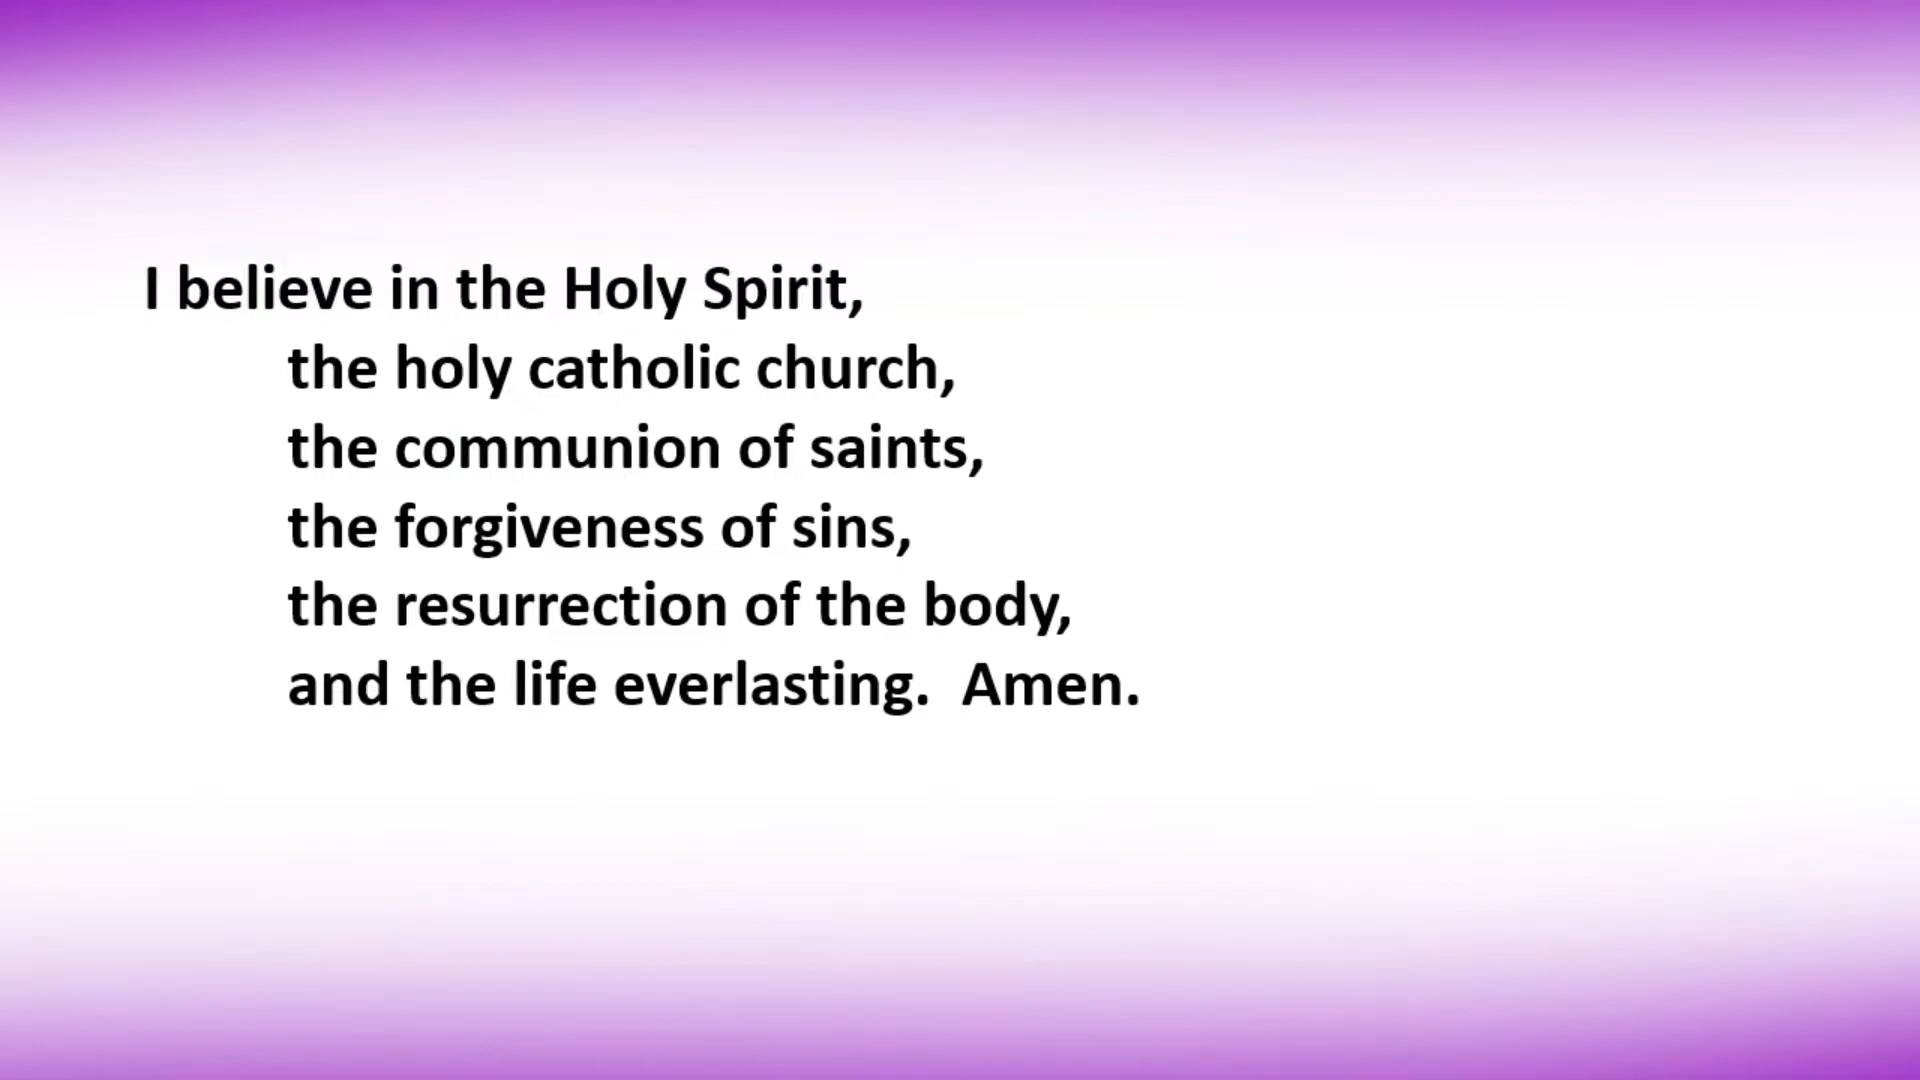 I believe in the Holy Spirit,
the holy catholic church,
the communion of saints,
the forgiveness of sins,
the resurrection of the body,
and the life everlasting.  Amen.